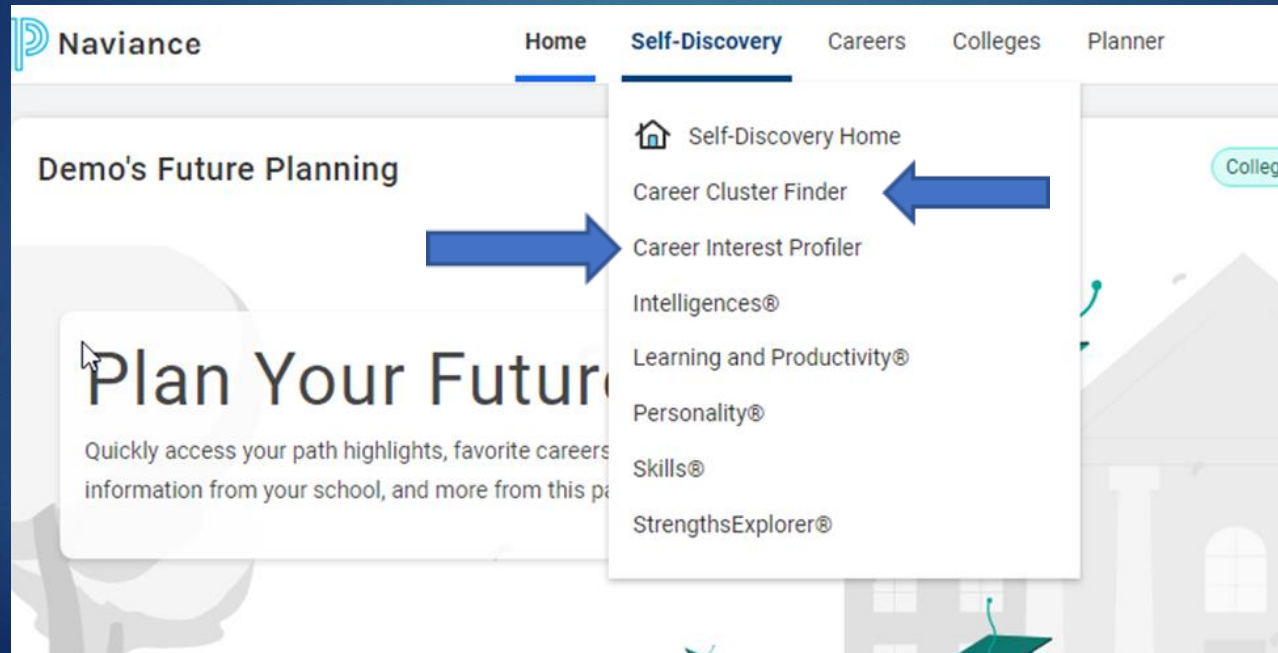 Naviance
Home Self-Discovery Careers Colleges Planner
Self-Discovery Home
Career Cluster Finder
Career Interest Profiler
Intelligences®
Learning and Productivity®
Personality®
Skills®
StrengthsExplorer®
Demo's Future Planning
Plan Your
Quickly access your path highlights, favorite careers
information from your school, and more from this